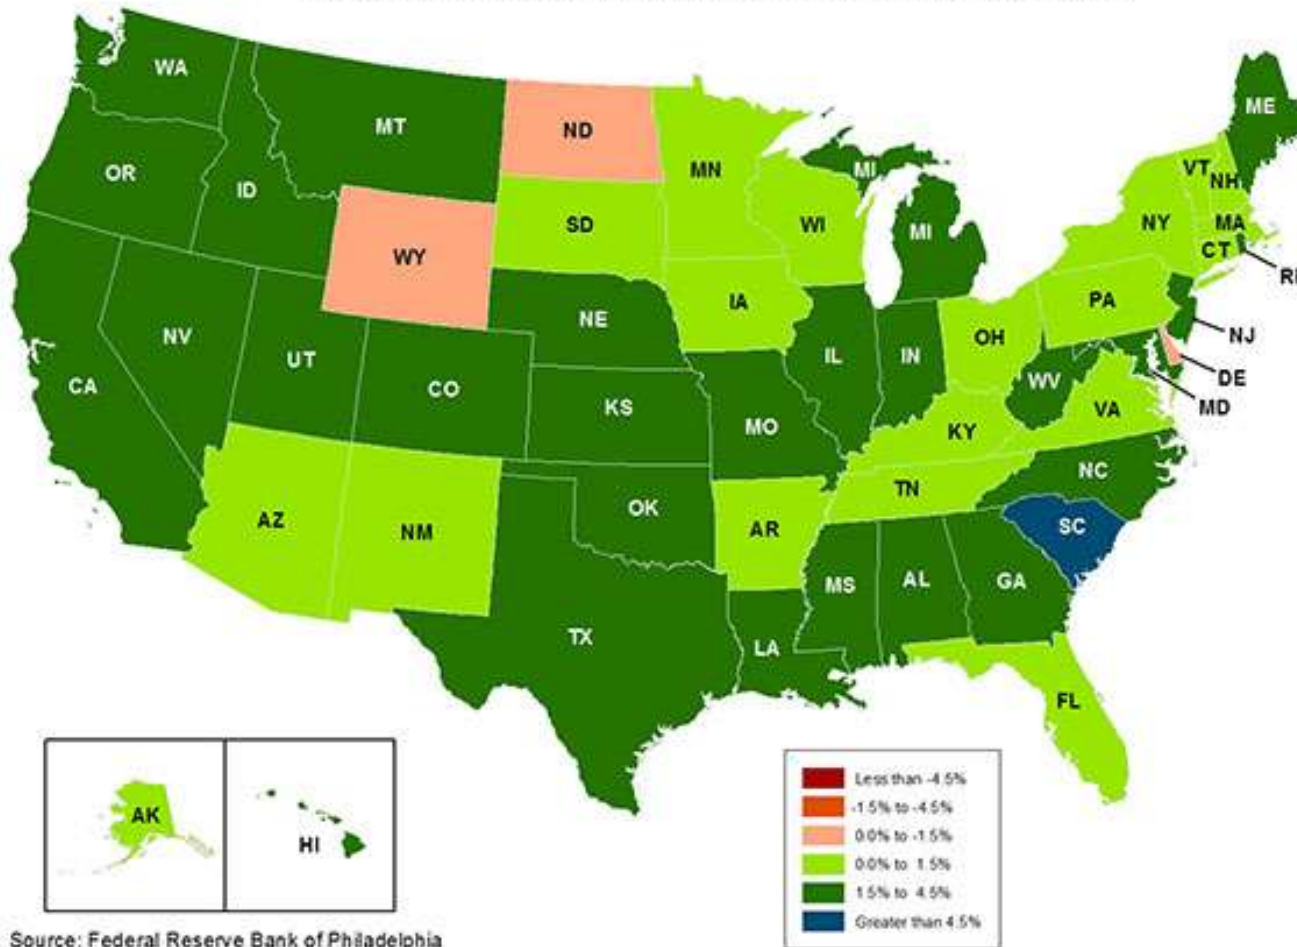 WA
MT
ND
ME
OR
ID
MN
MI
VT
NH
SD
WI
MI
NY
MA
WY
CT
RI
IA
PA
NE
NV
UT
IL
IN
OH
NJ
CA
CO
WV
DE
KS
MO
VA
MD
KY
NC
TN
AZ
NM
OK
AR
SC
MS
AL
GA
TX
LA
FL
AK
HI
Less than -4.5%
-1.5% to -4.5%
0.0% to -1.5%
0.0% to 1.5%
1.5% to 4.5%
Greater than 4.5%
Source: Federal Reserve Bank of Philadelphia